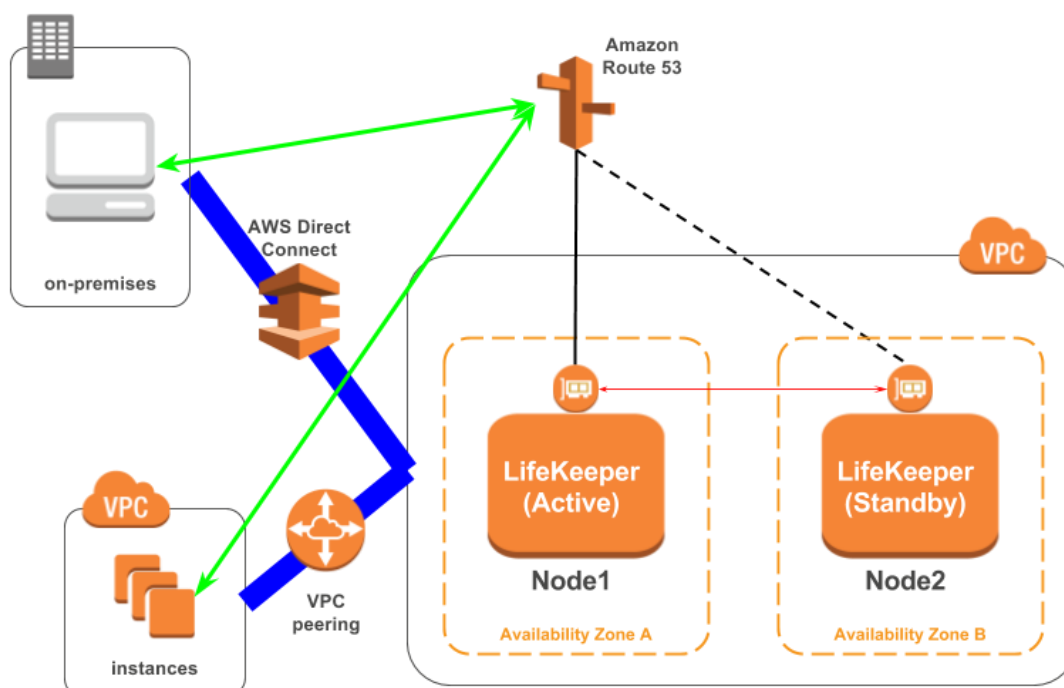 Amazon
Route 53
on-premises
AWS Direct
Connect
VPC
LifeKeeper
(Active)
Node1
Availability Zone A
LifeKeeper
(Standby)
Node2
Availability Zone B
VPC
instances
VPC
peering